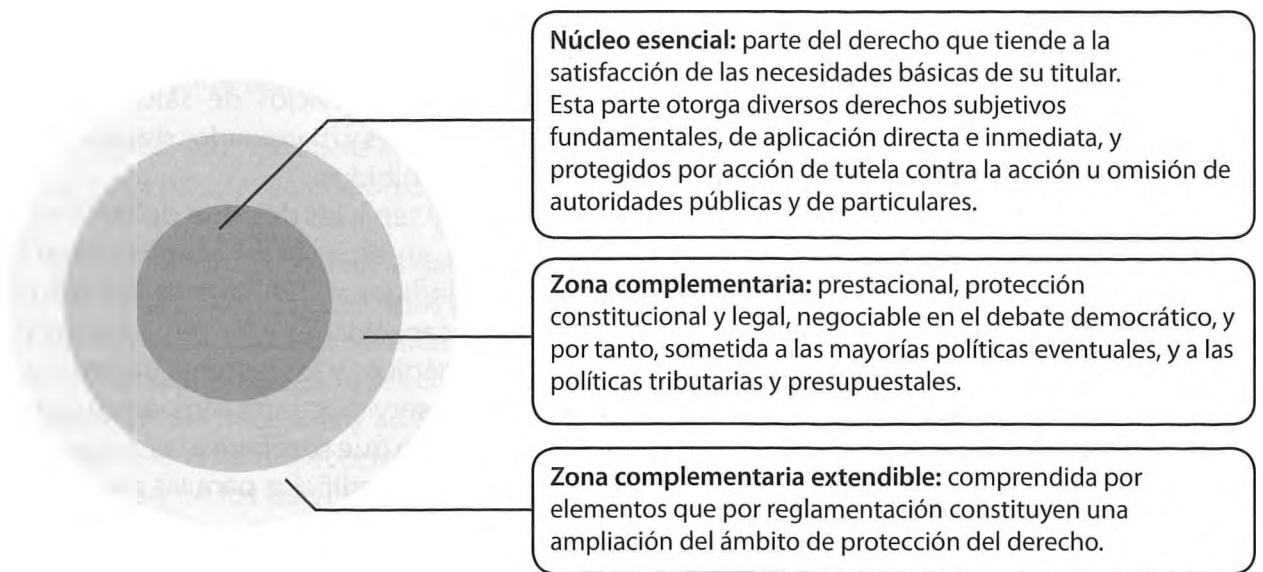 Núcleo esencial: parte del derecho que tiende a la
satisfacción de las necesidades básicas de su titular.
Esta parte otorga diversos derechos subjetivos
fundamentales, de aplicación directa e inmediata, y
protegidos por acción de tutela contra la acción u omisión de
autoridades públicas y de particulares.
Zona complementaria: prestacional, protección
constitucional y legal, negociable en el debate democrático, y
por tanto, sometida a las mayorías políticas eventuales, y a las
políticas tributarias y presupuestales.
Zona complementaria extendible: comprendida por
elementos que por reglamentación constituyen una
ampliación del ámbito de protección del derecho.